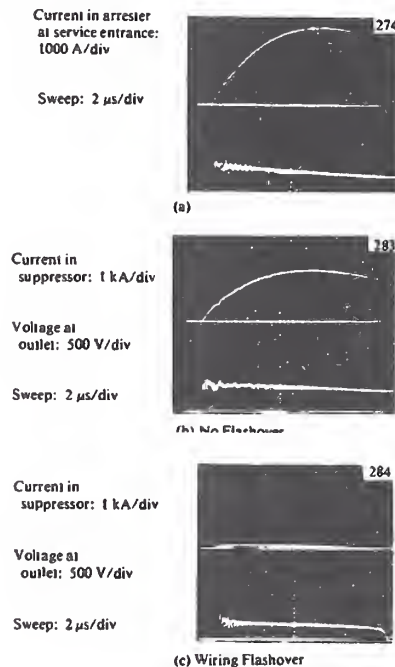 Current in arrester
at service entrance:
1000 A/div
274
Sweep: 2 µs/div
(a)
283
Current in
suppressor: 1 kA/div
Voltage at
outlet: 500 V/div
Sweep: 2 µs/div
(b) No Flashover
284
Current in
suppressor: 1 kA/div
Voltage at
outlet: 500 V/div
Sweep: 2 µs/div
(c) Wiring Flashover